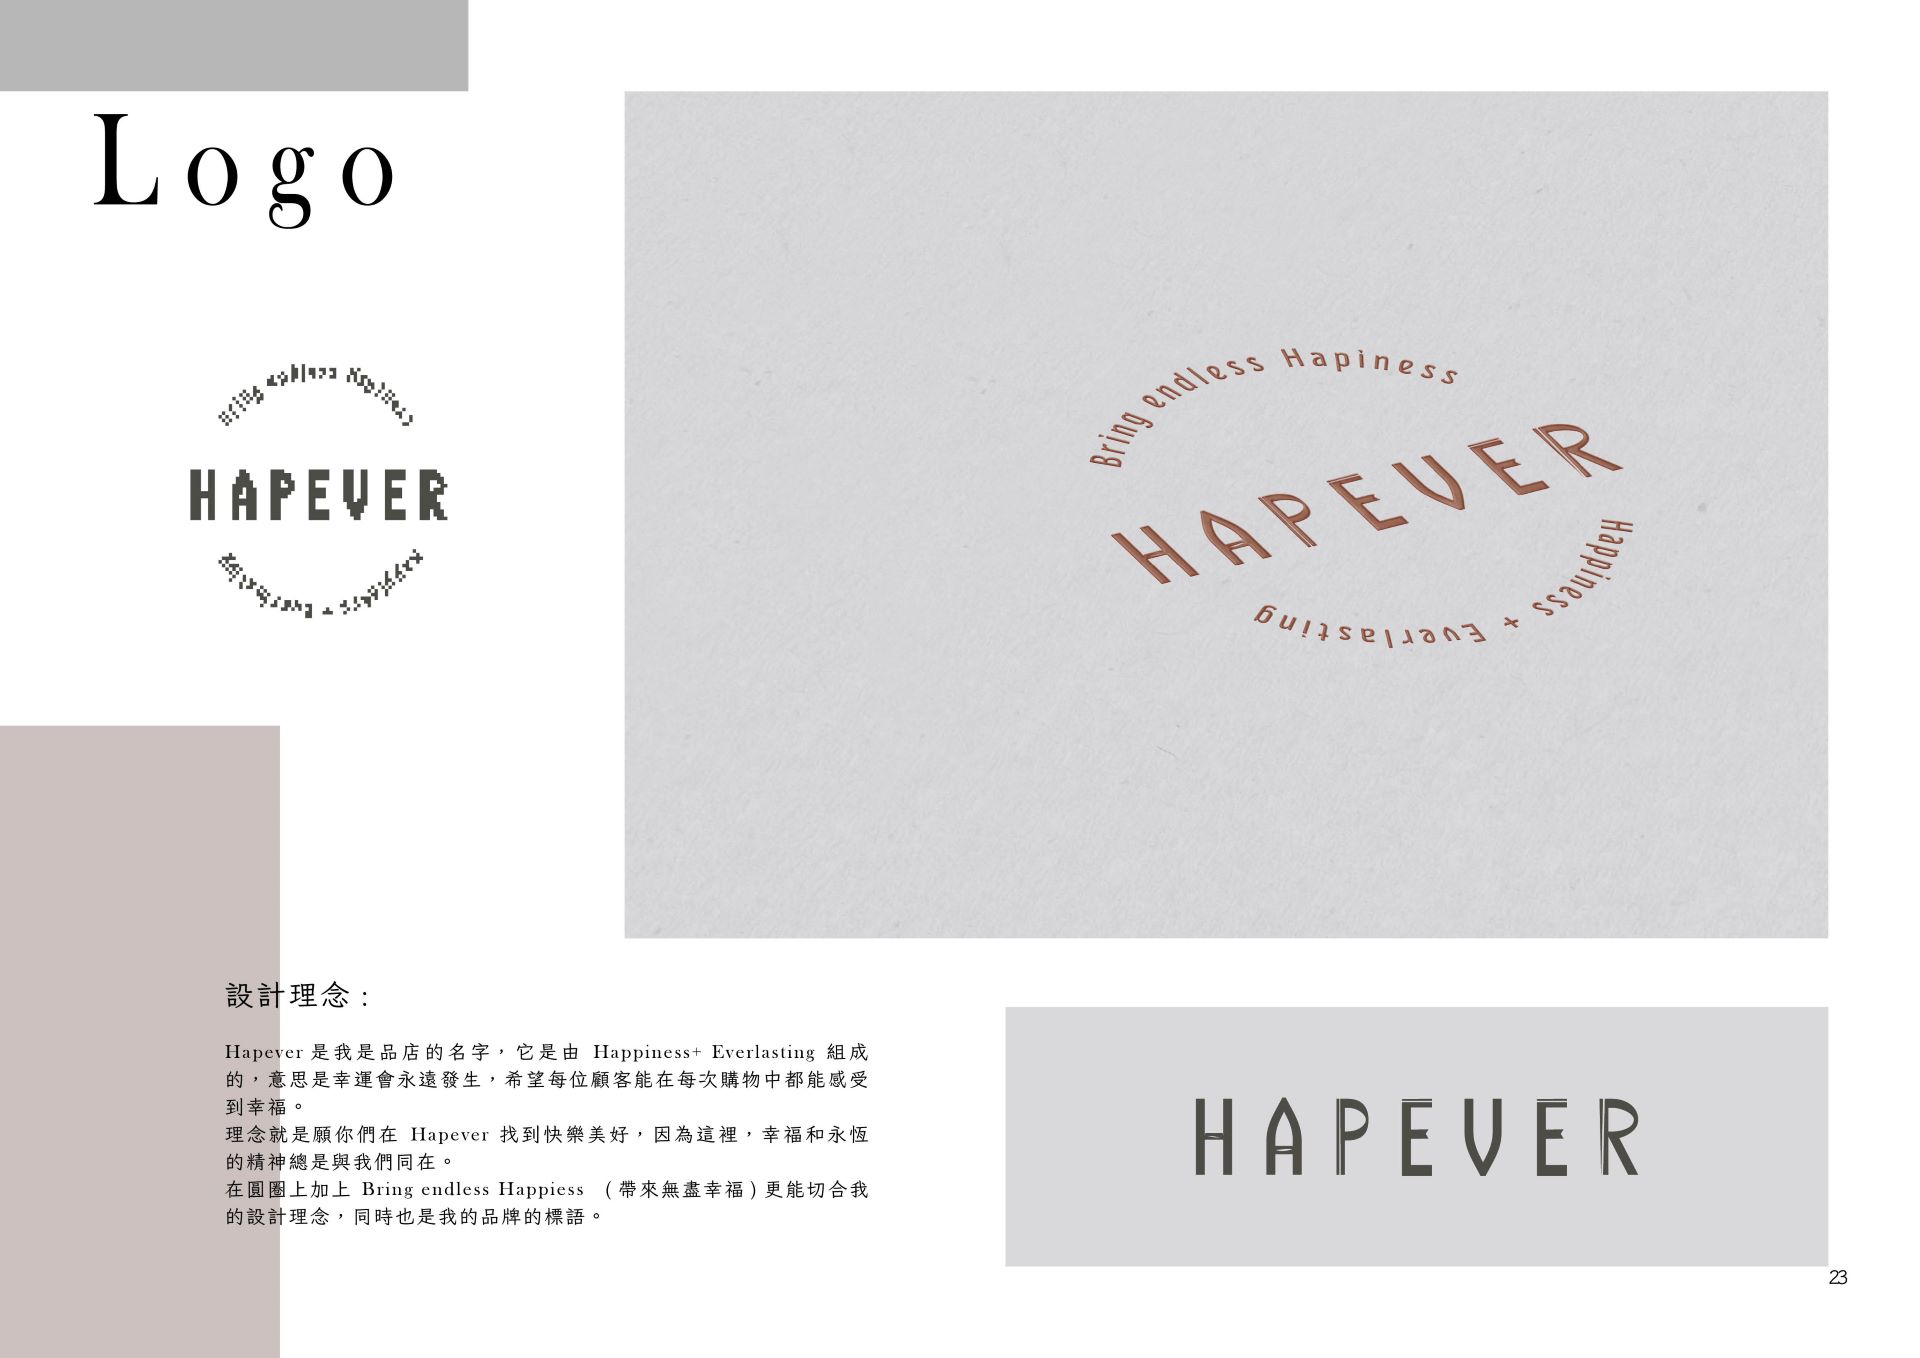 Logo
HAPEVER
Bring endless Hapiness
HAPEVER
Happiness + Everlasting
設計理念：
Hapever 是我是品店的名字，它是由 Happiness+ Everlasting 組成
的，意思是幸運會永遠發生，希望每位顧客能在每次購物中都能感受
到幸福。
理念就是願你們在 Hapever 找到快樂美好，因為這裡，幸福和永恆
的精神總是與我們同在。
在圓圈上加上 Bring endless Happiess （帶來無盡幸福）更能切合我
的設計理念，同時也是我的品牌的標語。
HAPEVER
23